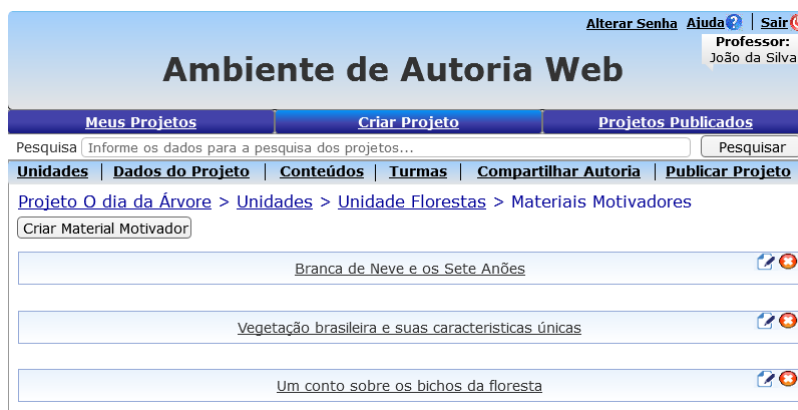 Alterar Senha Ajuda? | Sair
Professor:
João da Silva
Ambiente de Autoria Web
Meus Projetos Criar Projeto Projetos Publicados
Pesquisa Informe os dados para a pesquisa dos projetos... Pesquisar
Unidades | Dados do Projeto | Conteúdos | Turmas | Compartilhar Autoria | Publicar Projeto
Projeto O dia da Árvore > Unidades > Unidade Florestas > Materiais Motivadores
Criar Material Motivador
Branca de Neve e os Sete Anões
Vegetação brasileira e suas caracteristicas únicas
Um conto sobre os bichos da floresta